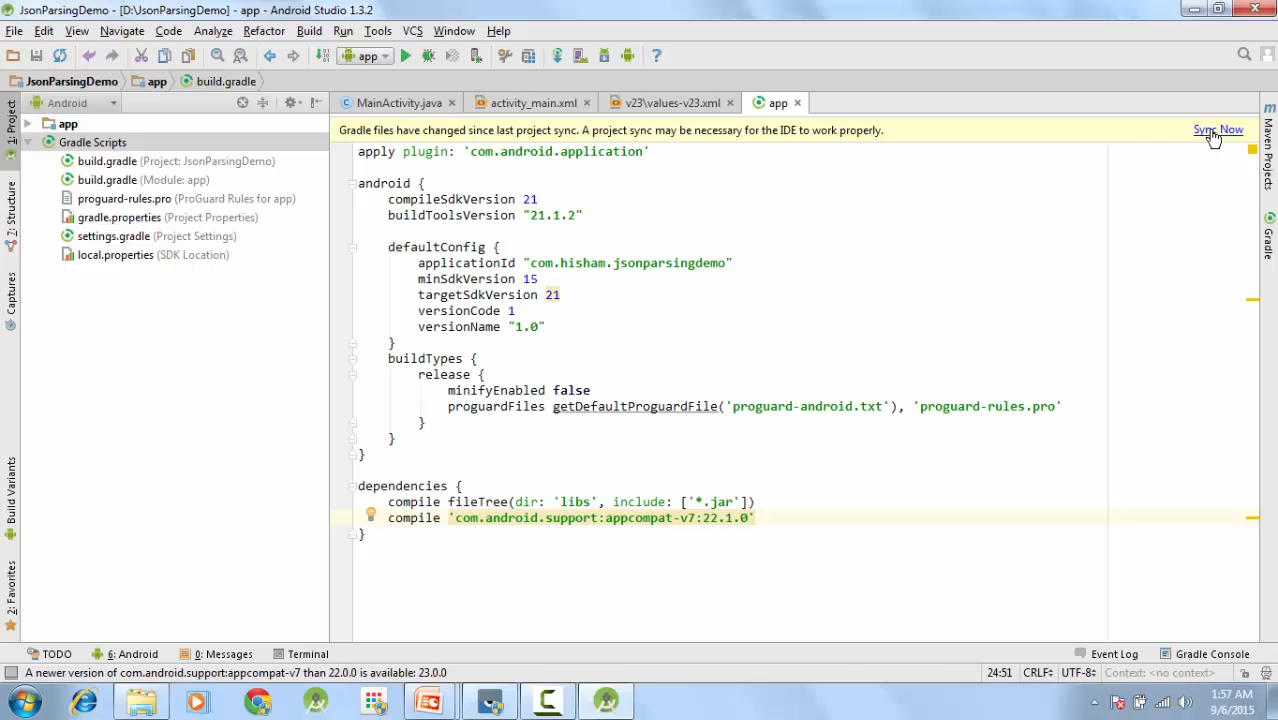 JsonParsingDemo - [D:\JsonParsingDemo] - app - Android Studio 1.3.2
File Edit View Navigate Code Analyze Refactor Build Run Tools VCS Window Help
app
JsonParsingDemo app build.gradle
Android
MainActivity.java activity_main.xml v23\values-v23.xml app
1: Project
2: Structure
Captures
Build Variants
2: Favorites
app
Gradle Scripts
build.gradle (Project: JsonParsingDemo)
build.gradle (Module: app)
proguard-rules.pro (ProGuard Rules for app)
gradle.properties (Project Properties)
settings.gradle (Project Settings)
local.properties (SDK Location)
Gradle files have changed since last project sync. A project sync may be necessary for the IDE to work properly. Sync Now
apply plugin: 'com.android.application'
android {
compileSdkVersion 21
buildToolsVersion "21.1.2"
defaultConfig {
applicationId "com.hisham.jsonparsingdemo"
minSdkVersion 15
targetSdkVersion 21
versionCode 1
versionName "1.0"
}
buildTypes {
release {
minifyEnabled false
proguardFiles getDefaultProguardFile('proguard-android.txt'), 'proguard-rules.pro'
}
}
}
dependencies {
compile fileTree(dir: 'libs', include: ['*.jar'])
compile 'com.android.support:appcompat-v7:22.1.0'
}
m
Maven Projects
Gradle
TODO 6: Android 0: Messages Terminal Event Log Gradle Console
A newer version of com.android.support:appcompat-v7 than 22.0.0 is available: 23.0.0 24:51 CRLF÷ UTF-8÷ Context: <no context>
1:57 AM
9/6/2015